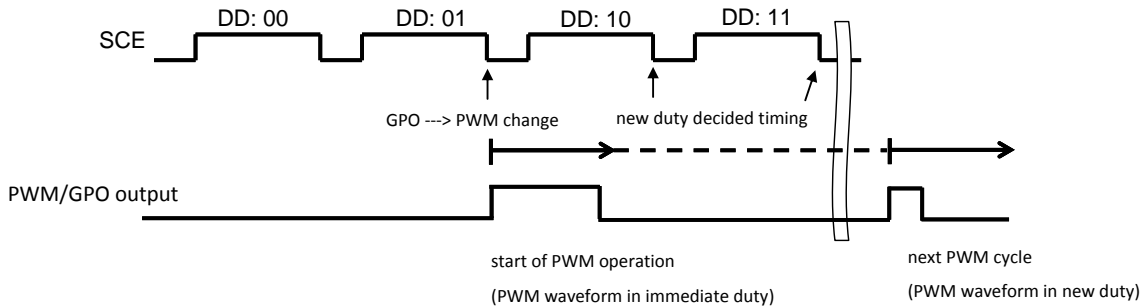 DD: 00 DD: 01 DD: 10 DD: 11
SCE
GPO ---> PWM change new duty decided timing
PWM/GPO output
start of PWM operation next PWM cycle
(PWM waveform in immediate duty) (PWM waveform in new duty)